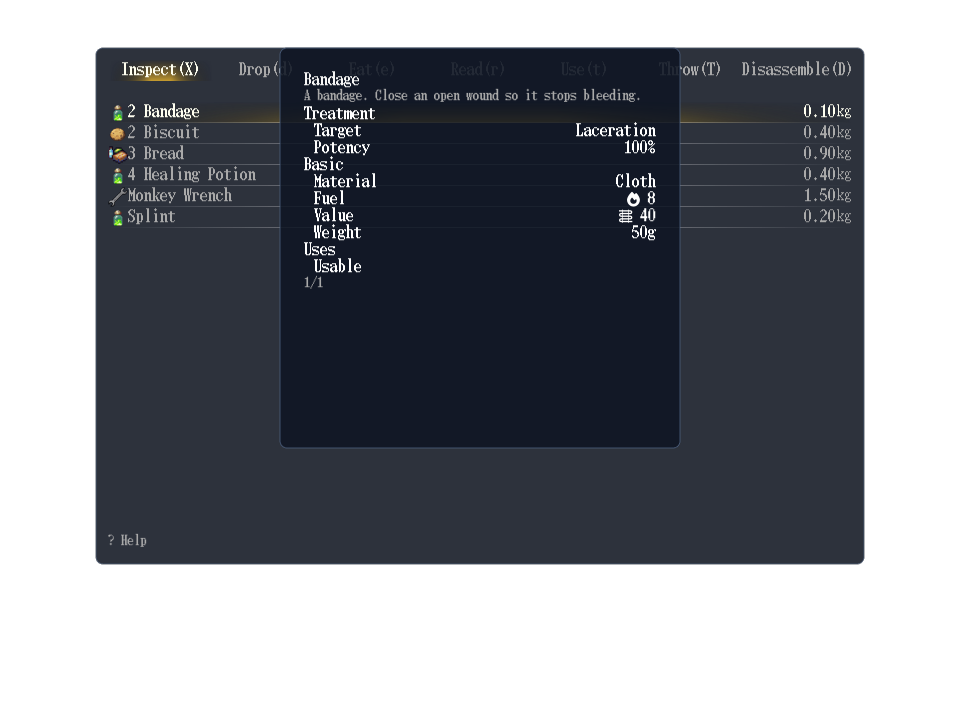 Inspect(X) Drop(d) Eat(e) Read(r) Use(t) Throw(T) Disassemble(D)
2 Bandage 0.10kg
2 Biscuit 0.40kg
3 Bread 0.90kg
4 Healing Potion 0.40kg
Monkey Wrench 1.50kg
Splint 0.20kg
Bandage
A bandage. Close an open wound so it stops bleeding.
Treatment
Target Laceration
Potency 100%
Basic
Material Cloth
Fuel 8
Value 40
Weight 50g
Uses
Usable
1/1
? Help